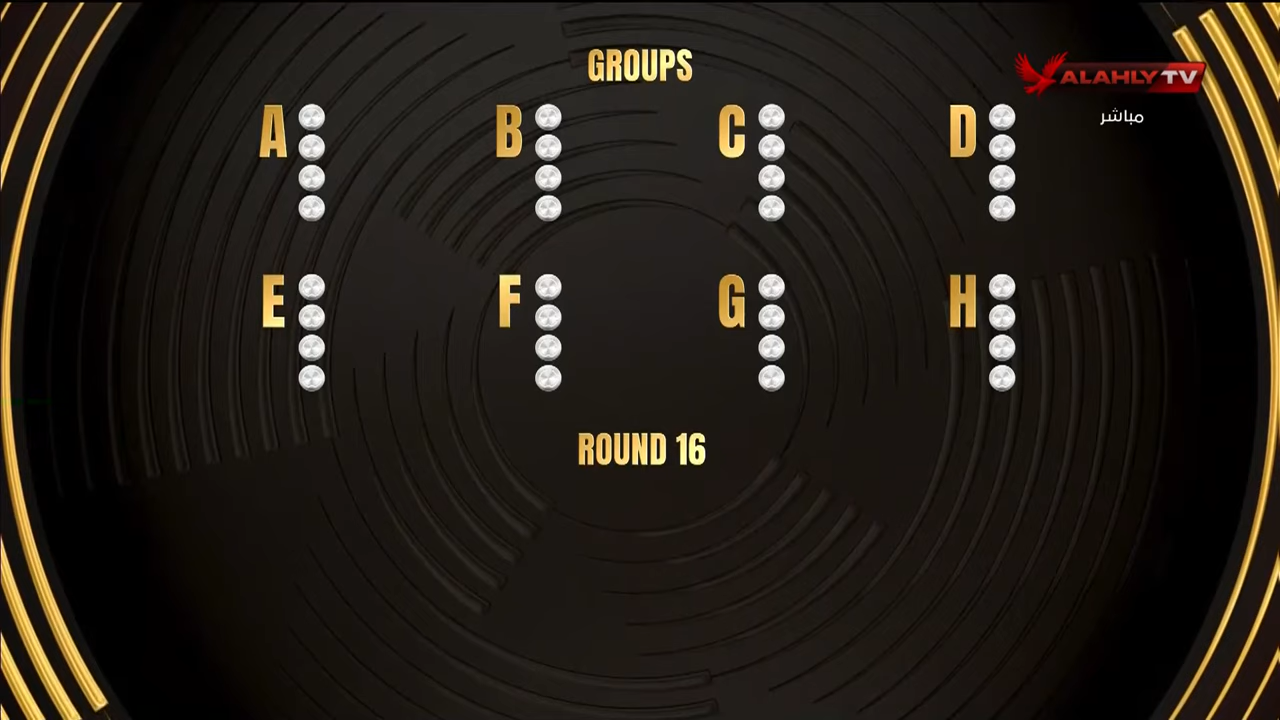 GROUPS
ALAHLY TV
مباشر
A
B
C
D
E
F
G
H
ROUND 16